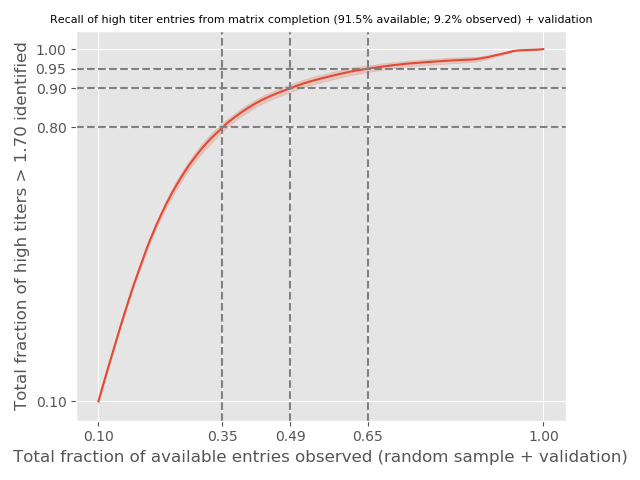 Recall of high titer entries from matrix completion (91.5% available; 9.2% observed) + validation
Total fraction of high titers > 1.70 identified
1.00
0.95
0.90
0.80
0.10
0.10 0.35 0.49 0.65 1.00
Total fraction of available entries observed (random sample + validation)